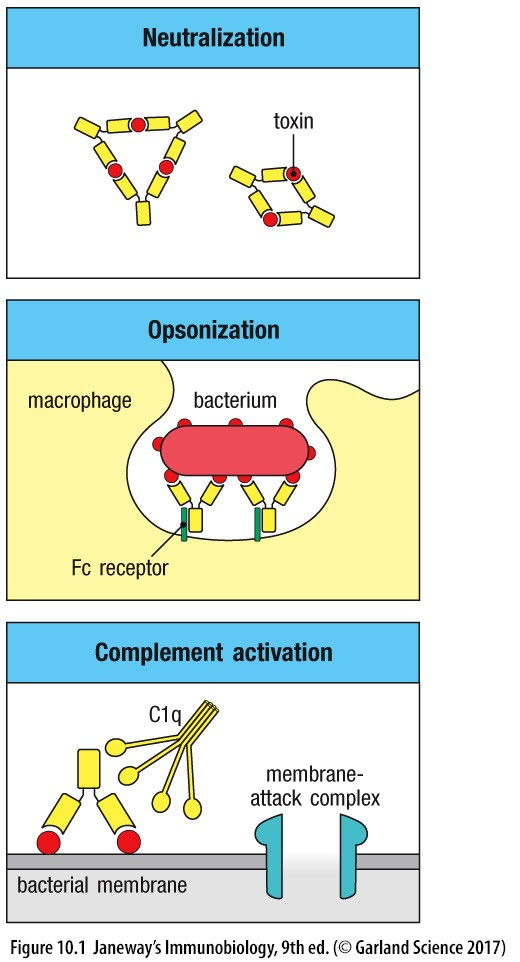 Neutralization
toxin
Opsonization
macrophage
bacterium
Fc receptor
Complement activation
C1q
membrane-
attack complex
bacterial membrane
Figure 10.1 Janeway’s Immunobiology, 9th ed. (© Garland Science 2017)